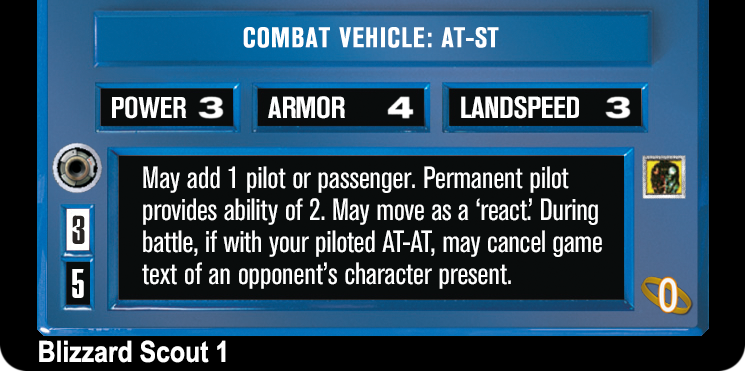 COMBAT VEHICLE: AT-ST
POWER 3 ARMOR 4 LANDSPEED 3
May add 1 pilot or passenger. Permanent pilot
provides ability of 2. May move as a ‘react.’ During
battle, if with your piloted AT-AT, may cancel game
text of an opponent’s character present.
3
5
0
Blizzard Scout 1